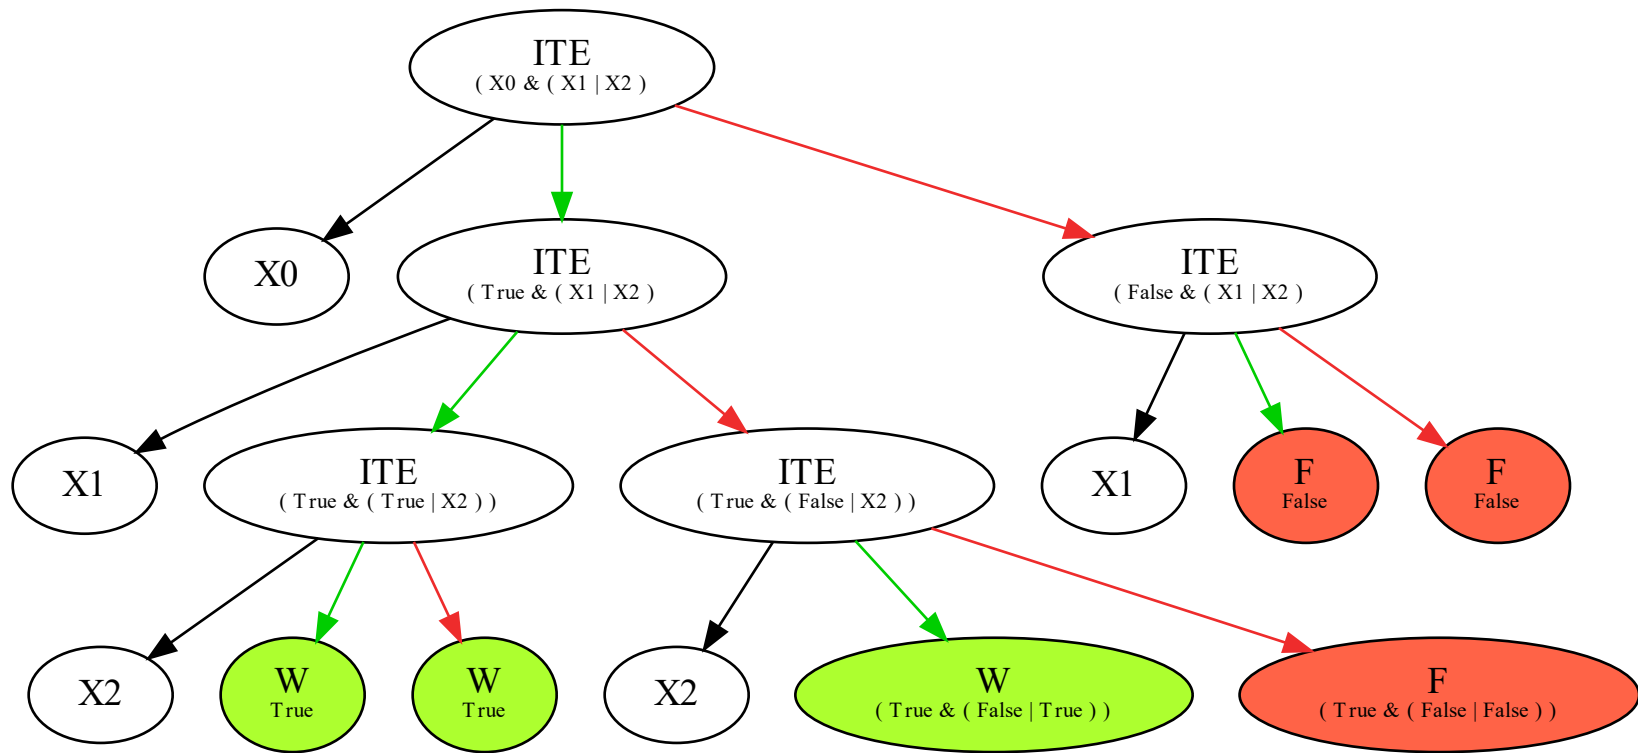 ITE
( X0 & ( X1 | X2 )
X0
ITE
( True & ( X1 | X2 )
ITE
( False & ( X1 | X2 )
X1
ITE
( True & ( True | X2 ) )
ITE
( True & ( False | X2 ) )
X1
F
False
F
False
X2
W
True
W
True
X2
W
( True & ( False | True ) )
F
( True & ( False | False ) )